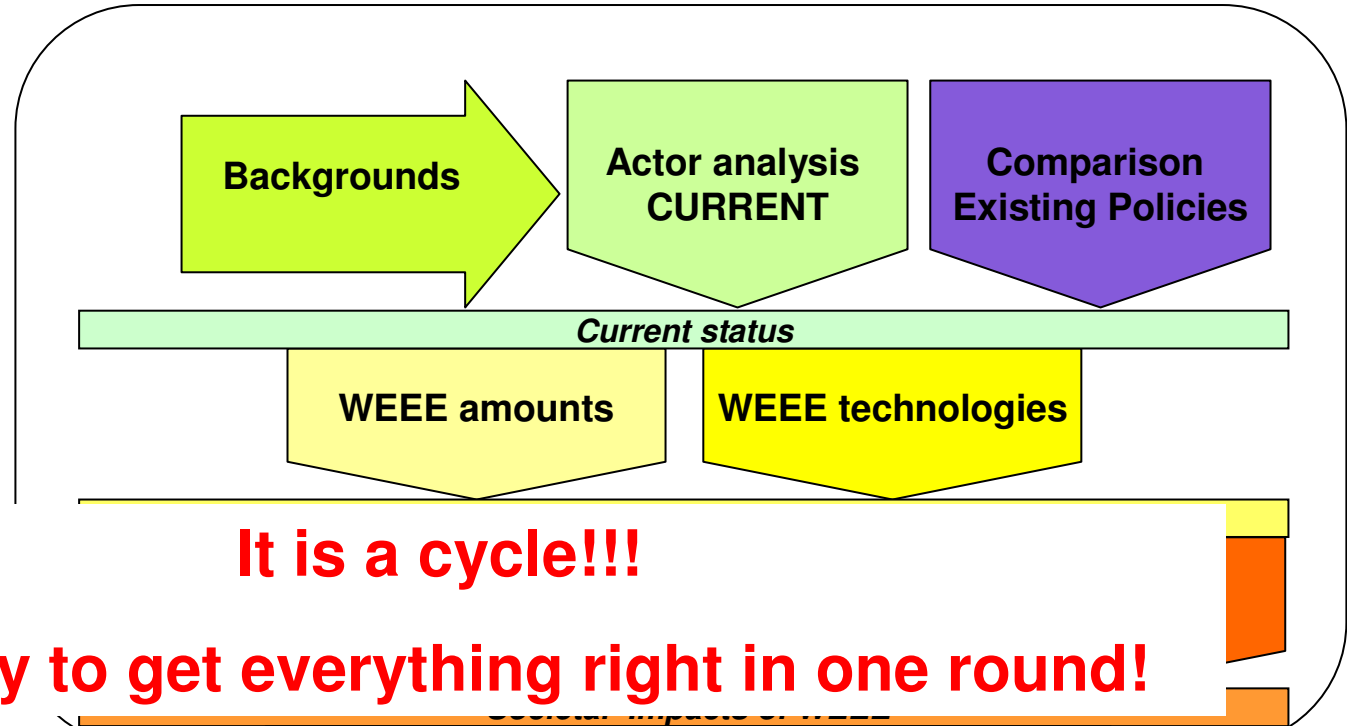 Backgrounds
Actor analysis
CURRENT
Comparison
Existing Policies
Current status
WEEE amounts
WEEE technologies
It is a cycle!!!
y to get everything right in one round!